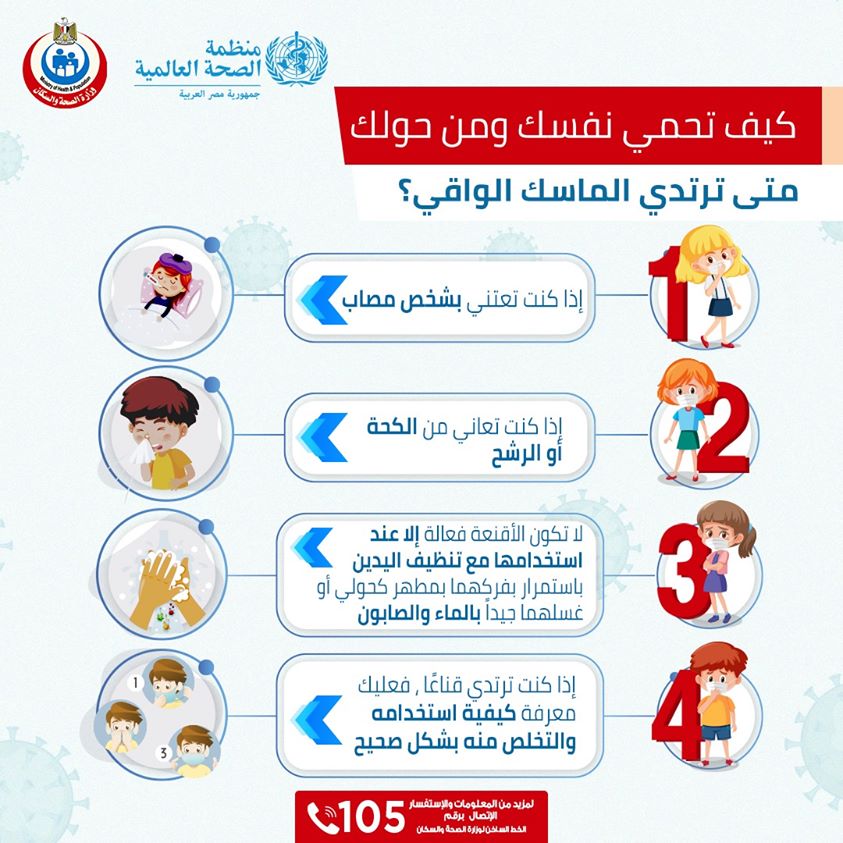 Ministry of Health & Population
وزارة الصحة والسكان
منظمة
الصحة العالمية
جمهورية مصر العربية
كيف تحمي نفسك ومن حولك
متى ترتدي الماسك الواقي؟
1
إذا كنت تعتني بشخص مصاب
2
إذا كنت تعاني من الكحة
أو الرشح
3
لا تكون الأقنعة فعالة إلا عند
استخدامها مع تنظيف اليدين
باستمرار بفركهما بمطهر كحولي أو
غسلهما جيداً بالماء والصابون
4
إذا كنت ترتدي قناعًا , فعليك
معرفة كيفية استخدامه
والتخلص منه بشكل صحيح
1
3
لمزيد من المعلومات والإستفسار
الإتصال برقم
الخط الساخن لوزارة الصحة والسكان
105